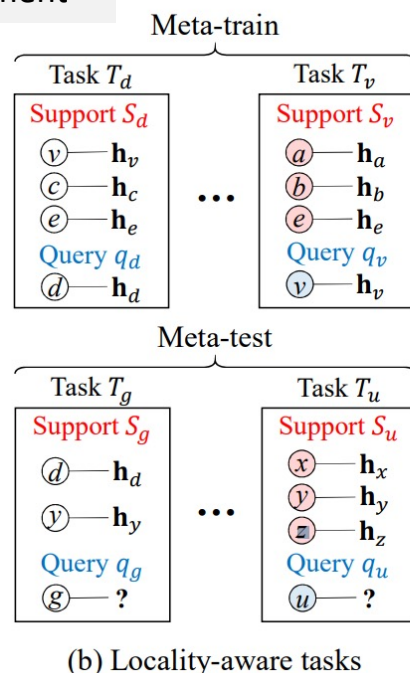 Meta-train
Task T_d
Support S_d
v h_v
c h_c
e h_e
Query q_d
d h_d
...
Task T_v
Support S_v
a h_a
b h_b
e h_e
Query q_v
v h_v
Meta-test
Task T_g
Support S_g
d h_d
y h_y
Query q_g
g ?
...
Task T_u
Support S_u
x h_x
y h_y
z h_z
Query q_u
u ?
(b) Locality-aware tasks